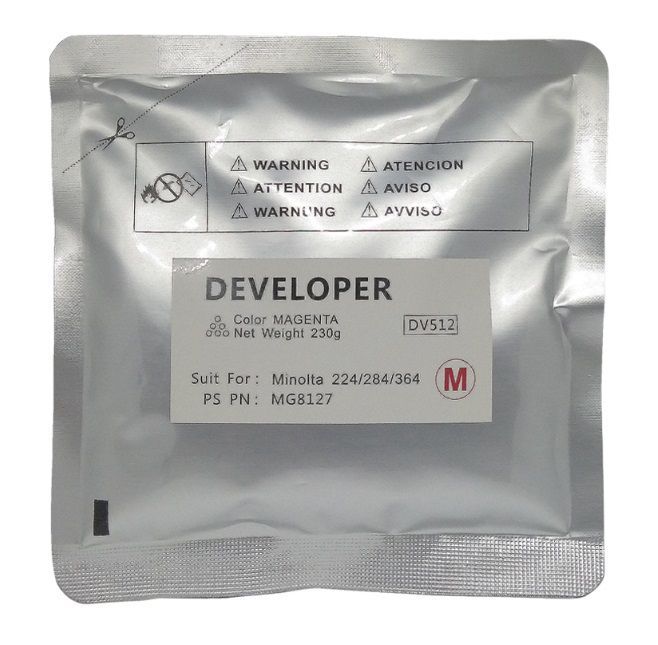 ⚠ WARNING ⚠ ATENCION
⚠ ATTENTION ⚠ AVISO
⚠ WARNUNG ⚠ AVVISO
DEVELOPER
Color MAGENTA
Net Weight 230g
DV512
Suit For: Minolta 224/284/364
PS PN: MG8127
M